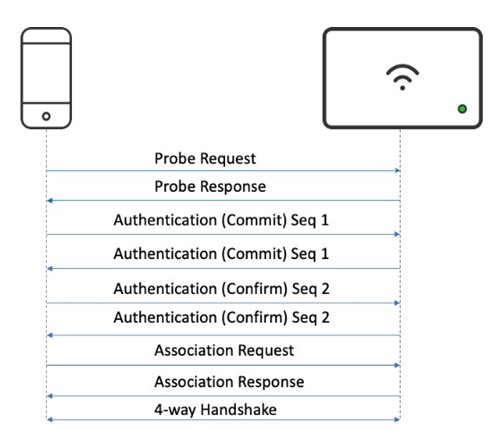 Probe Request
Probe Response
Authentication (Commit) Seq 1
Authentication (Commit) Seq 1
Authentication (Confirm) Seq 2
Authentication (Confirm) Seq 2
Association Request
Association Response
4-way Handshake